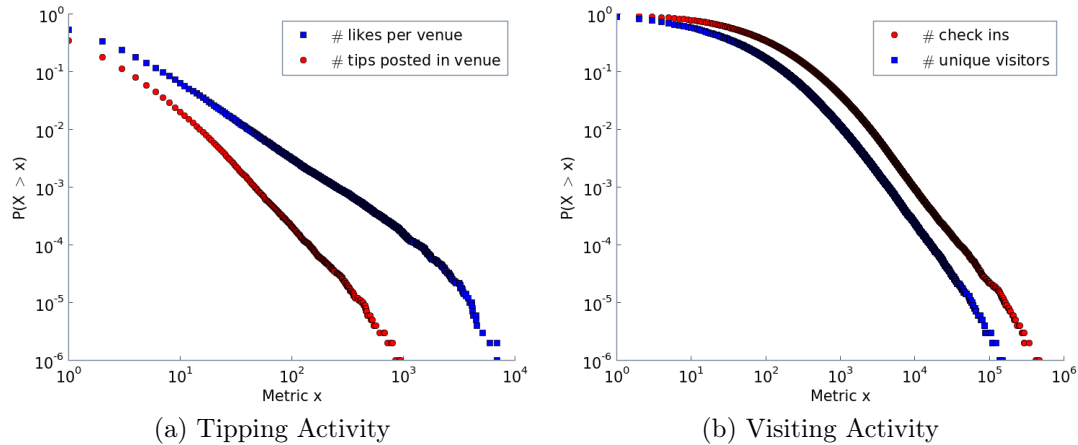 10^0
10^-1
10^-2
10^-3
10^-4
10^-5
10^-6
P(X > x)
# likes per venue
# tips posted in venue
10^0 10^1 10^2 10^3 10^4
Metric x
(a) Tipping Activity
10^0
10^-1
10^-2
10^-3
10^-4
10^-5
10^-6
P(X > x)
# check ins
# unique visitors
10^0 10^1 10^2 10^3 10^4 10^5 10^6
Metric x
(b) Visiting Activity